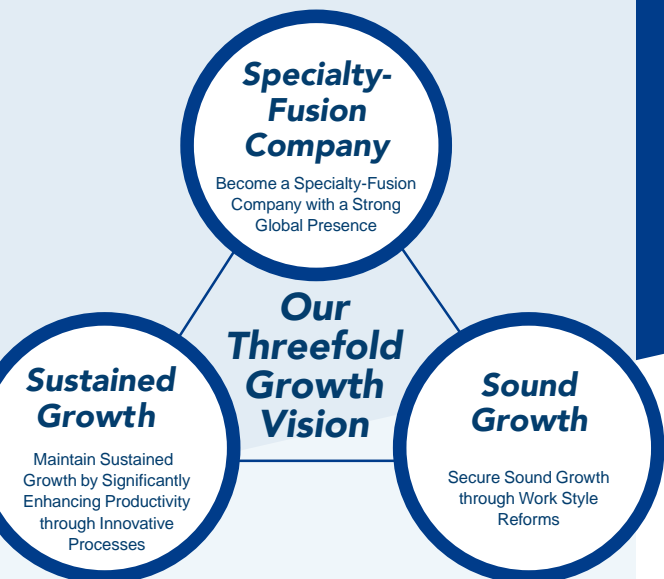 Specialty-
Fusion
Company
Become a Specialty-Fusion
Company with a Strong
Global Presence
Our
Threefold
Growth
Vision
Sustained
Growth
Maintain Sustained
Growth by Significantly
Enhancing Productivity
through Innovative
Processes
Sound
Growth
Secure Sound Growth
through Work Style
Reforms